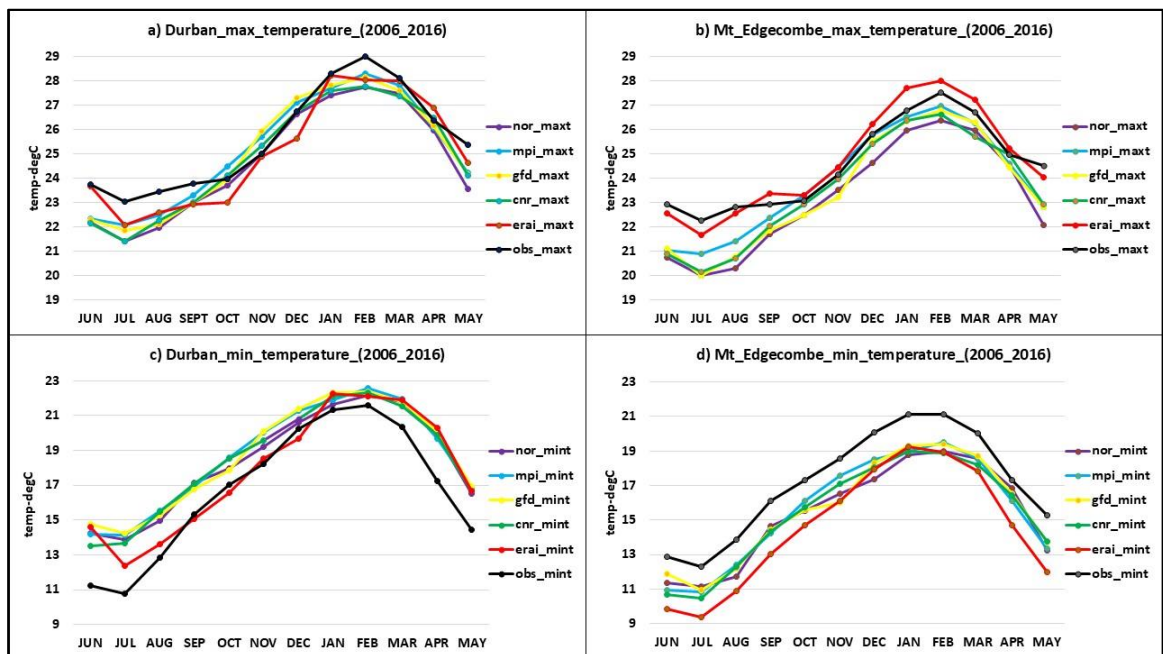 a) Durban_max_temperature_(2006_2016)
29
28
27
26
25
24
23
22
21
20
19
temp-degC
JUN JUL AUG SEPT OCT NOV DEC JAN FEB MAR APR MAY
nor_maxt
mpi_maxt
gfd_maxt
cnr_maxt
erai_maxt
obs_maxt
b) Mt_Edgecombe_max_temperature_(2006_2016)
29
28
27
26
25
24
23
22
21
20
19
temp-degC
JUN JUL AUG SEP OCT NOV DEC JAN FEB MAR APR MAY
nor_maxt
mpi_maxt
gfd_maxt
cnr_maxt
erai_maxt
obs_maxt
c) Durban_min_temperature_(2006_2016)
23
21
19
17
15
13
11
9
temp-degC
JUN JUL AUG SEP OCT NOV DEC JAN FEB MAR APR MAY
nor_mint
mpi_mint
gfd_mint
cnr_mint
erai_mint
obs_mint
d) Mt_Edgecombe_min_temperature_(2006_2016)
23
21
19
17
15
13
11
9
temp-degC
JUN JUL AUG SEP OCT NOV DEC JAN FEB MAR APR MAY
nor_mint
mpi_mint
gfd_mint
cnr_mint
erai_mint
obs_mint